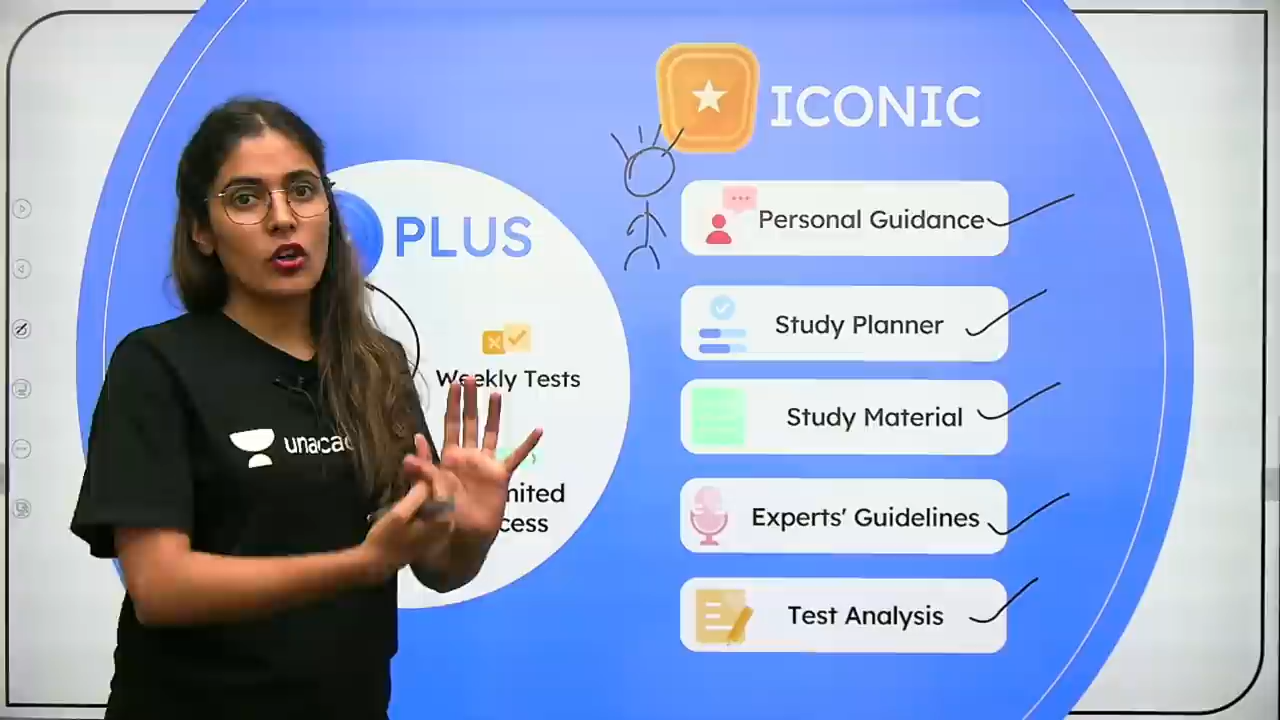 ICONIC
Personal Guidance
PLUS
Study Planner
Weekly Tests
Study Material
Experts' Guidelines
Test Analysis